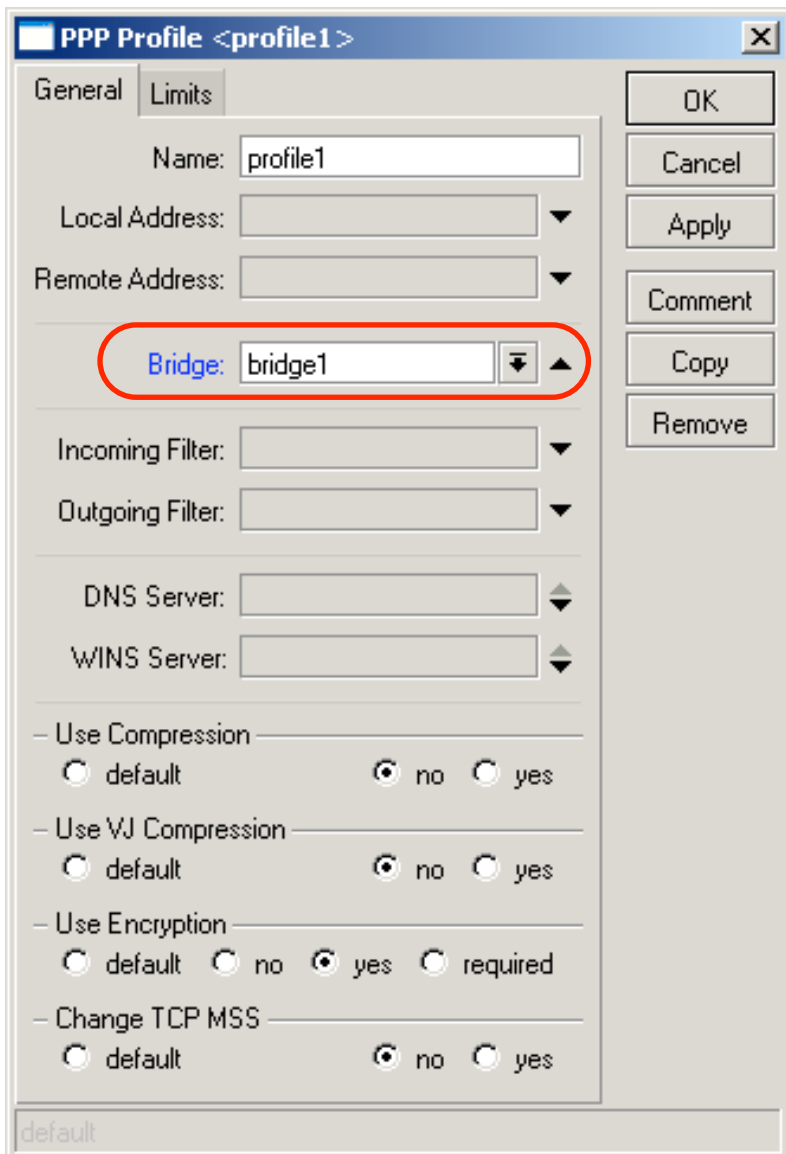 PPP Profile <profile1>
General Limits
OK
Name: profile1
Cancel
Local Address:
Apply
Remote Address:
Comment
Bridge: bridge1
Copy
Remove
Incoming Filter:
Outgoing Filter:
DNS Server:
WINS Server:
Use Compression
default no yes
Use VJ Compression
default no yes
Use Encryption
default no yes required
Change TCP MSS
default no yes
default